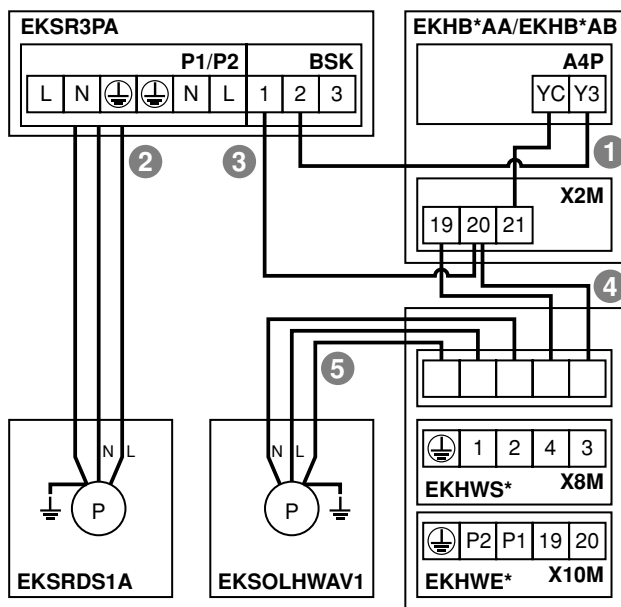 EKSR3PA
P1/P2 BSK
L N N L 1 2 3
EKHB*AA/EKHB*AB
A4P
YC Y3
1
X2M
19 20 21
2
3
4
5
N L
P
EKSRDS1A
N L
P
EKSOLHWAV1
1 2 4 3
EKHWS* X8M
P2 P1 19 20
EKHWE* X10M